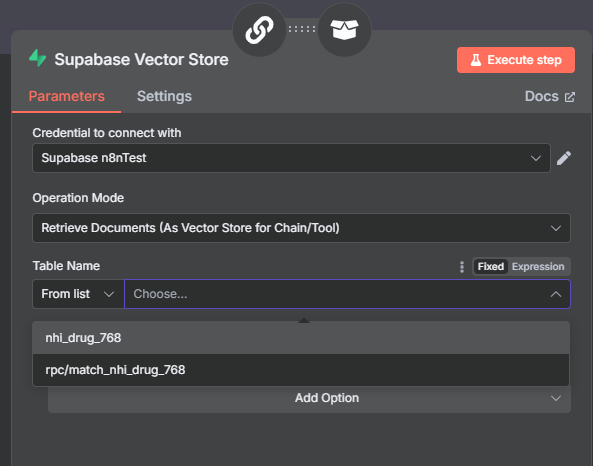 Supabase Vector Store
Execute step
Parameters
Settings
Docs
Credential to connect with
Supabase n8nTest
Operation Mode
Retrieve Documents (As Vector Store for Chain/Tool)
Table Name
Fixed
Expression
From list
Choose...
nhi_drug_768
rpc/match_nhi_drug_768
Add Option